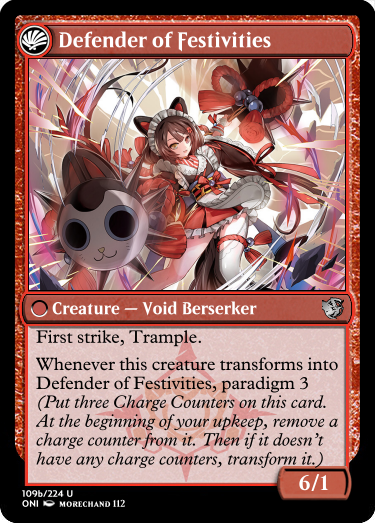 Defender of Festivities
Creature — Void Berserker
First strike, Trample.
Whenever this creature transforms into
Defender of Festivities, paradigm 3
(Put three Charge Counters on this card.
At the beginning of your upkeep, remove a
charge counter from it. Then if it doesn't
have any charge counters, transform it.)
6/1
109b/224 U
ONI MORECHAND 112